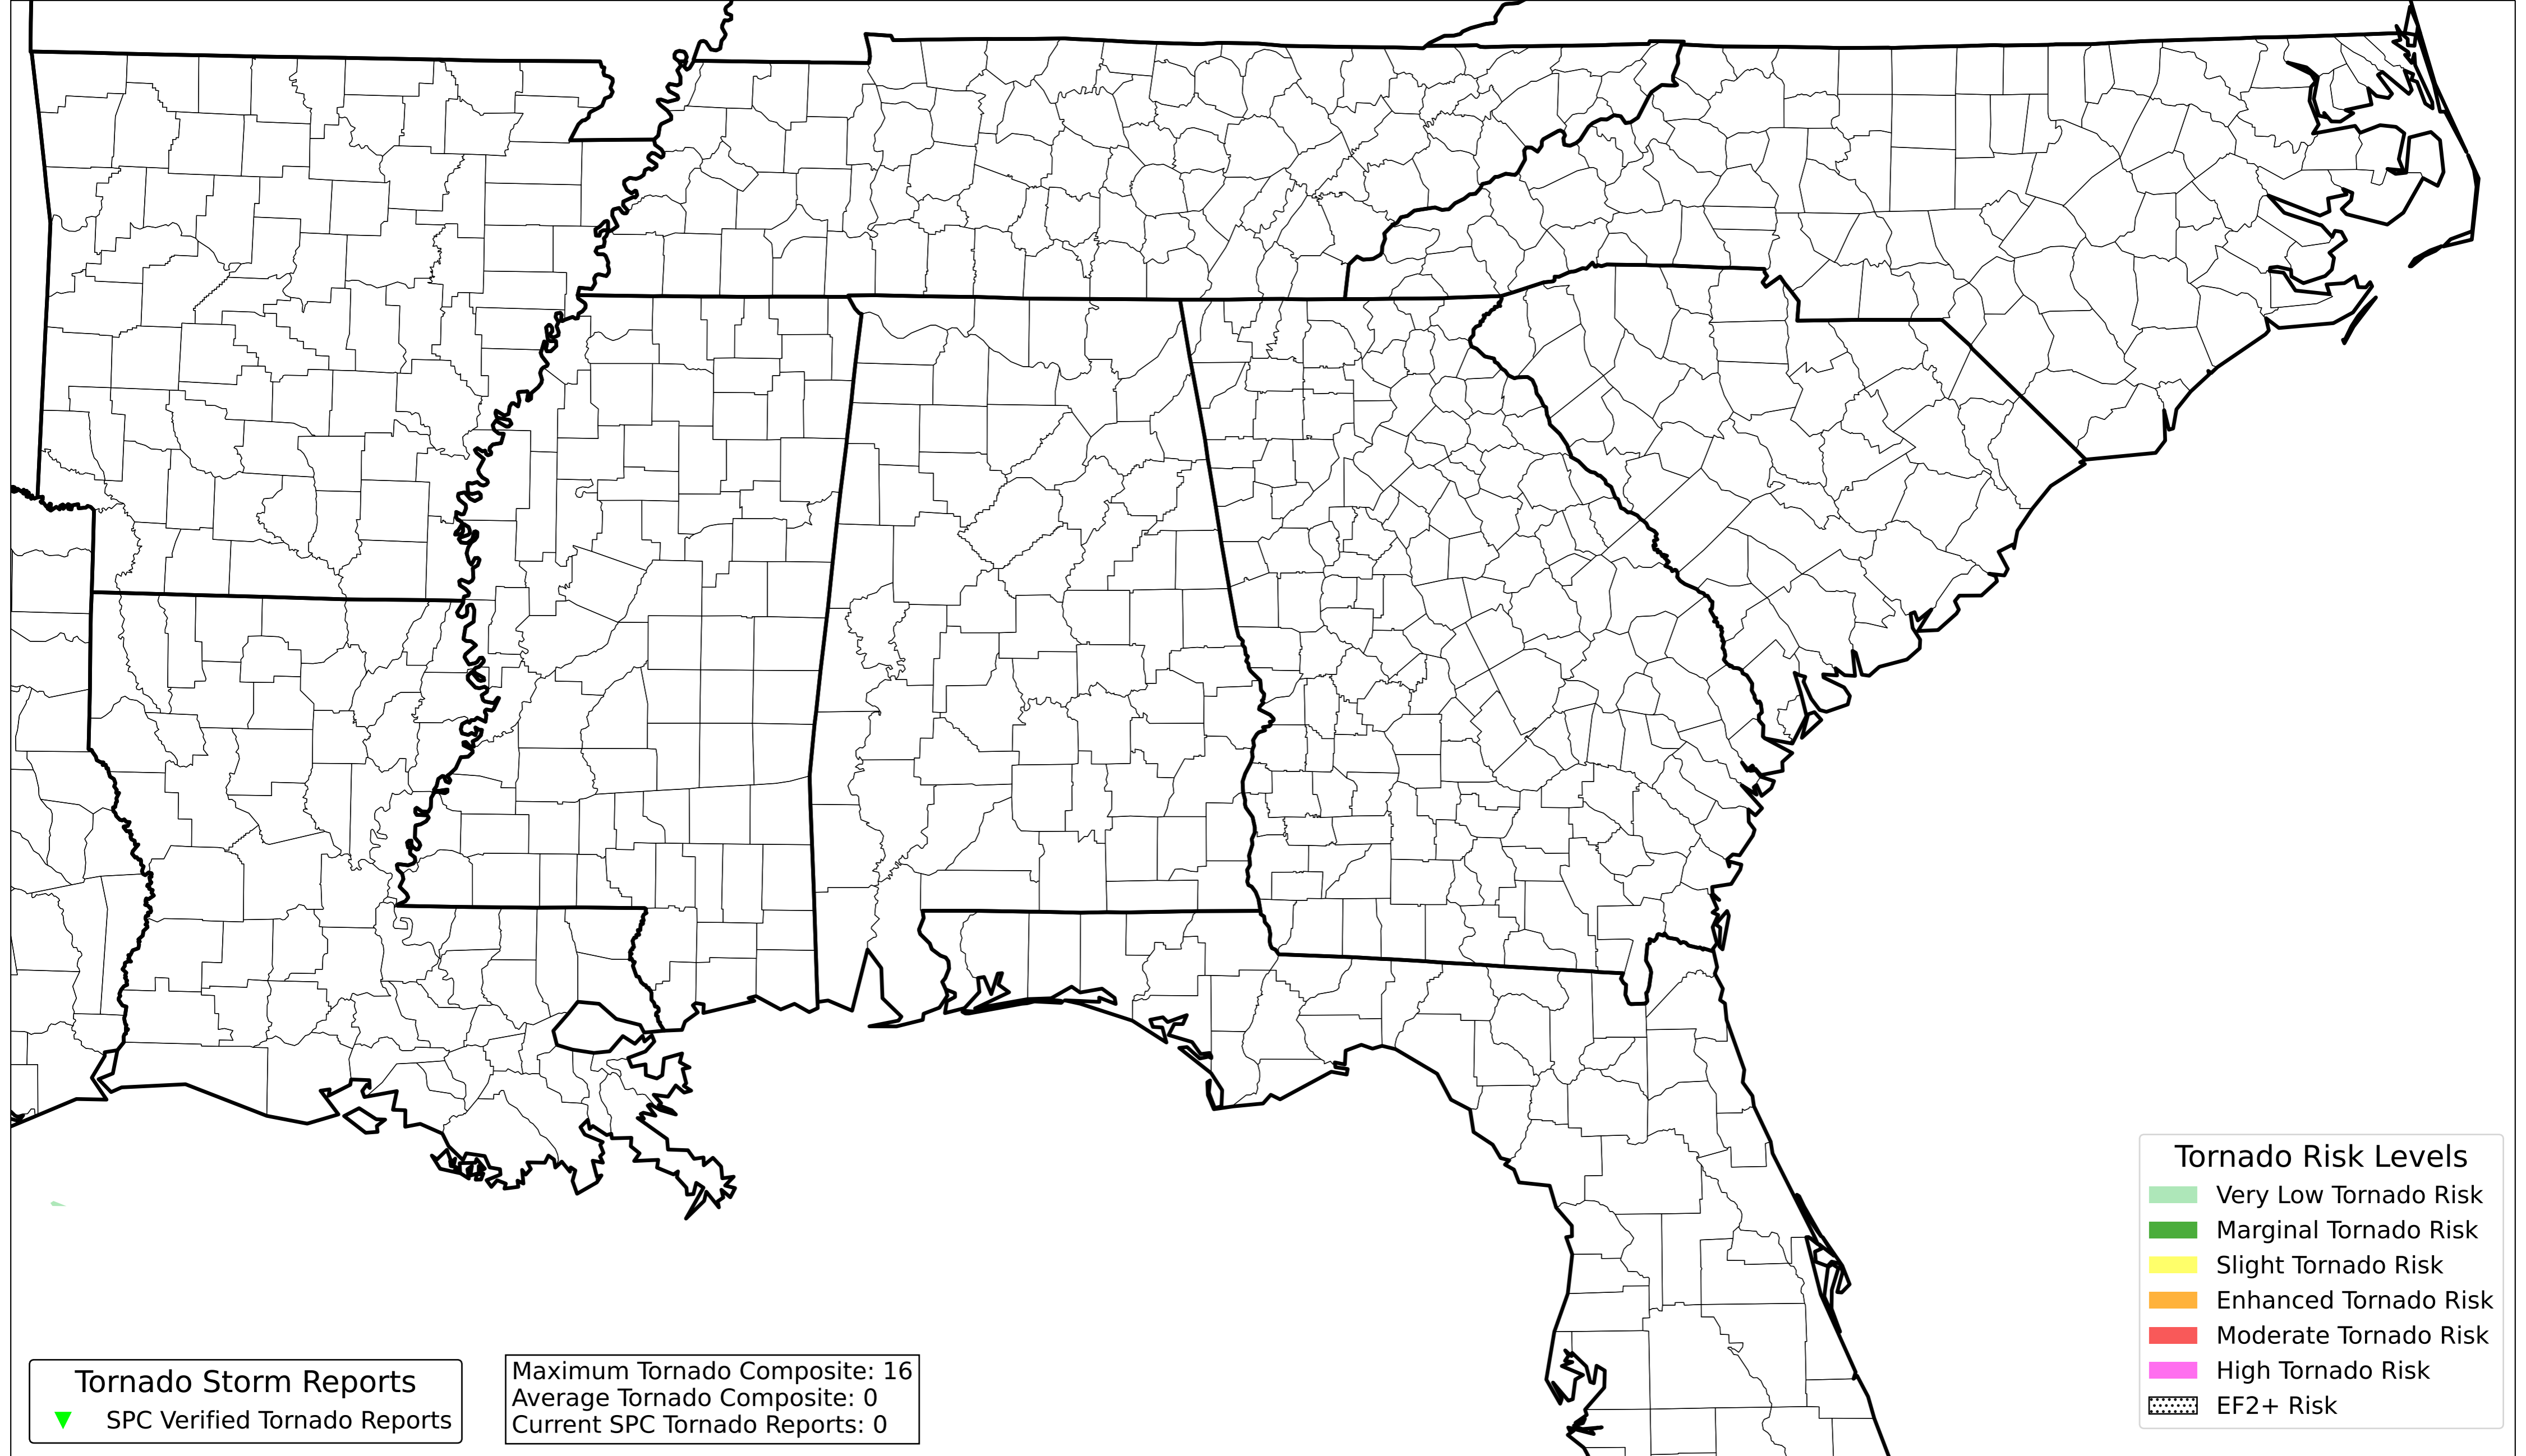 Tornado Risk Levels
Very Low Tornado Risk
Marginal Tornado Risk
Slight Tornado Risk
Enhanced Tornado Risk
Moderate Tornado Risk
High Tornado Risk
EF2+ Risk
Tornado Storm Reports
SPC Verified Tornado Reports
Maximum Tornado Composite: 16
Average Tornado Composite: 0
Current SPC Tornado Reports: 0